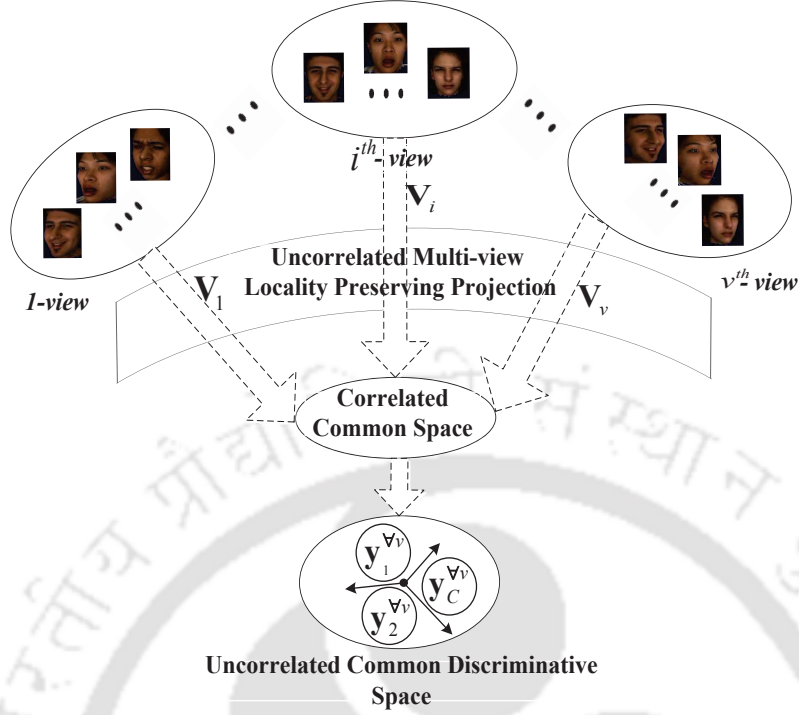 i^th - view
V_i
Uncorrelated Multi-view
Locality Preserving Projection
1-view
V_1
V_v
v^th - view
Correlated
Common Space
y_1^∀v
y_C^∀v
y_2^∀v
Uncorrelated Common Discriminative
Space